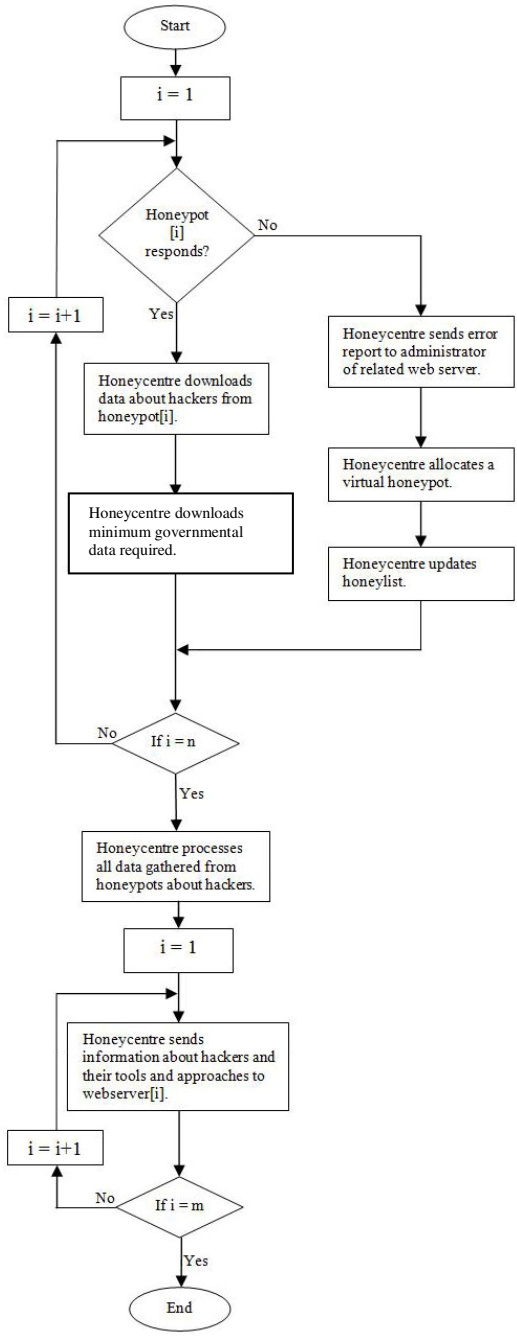 Start
i = 1
Honeypot
[i]
responds?
No
Yes
i = i+1
Honeycentre sends error
report to administrator
of related web server.
Honeycentre downloads
data about hackers from
honeypot[i].
Honeycentre allocates a
virtual honeypot.
Honeycentre downloads
minimum governmental
data required.
Honeycentre updates
honeylist.
No
If i = n
Yes
Honeycentre processes
all data gathered from
honeypots about hackers.
i = 1
Honeycentre sends
information about hackers and
their tools and approaches to
webserver[i].
i = i+1
No
If i = m
Yes
End